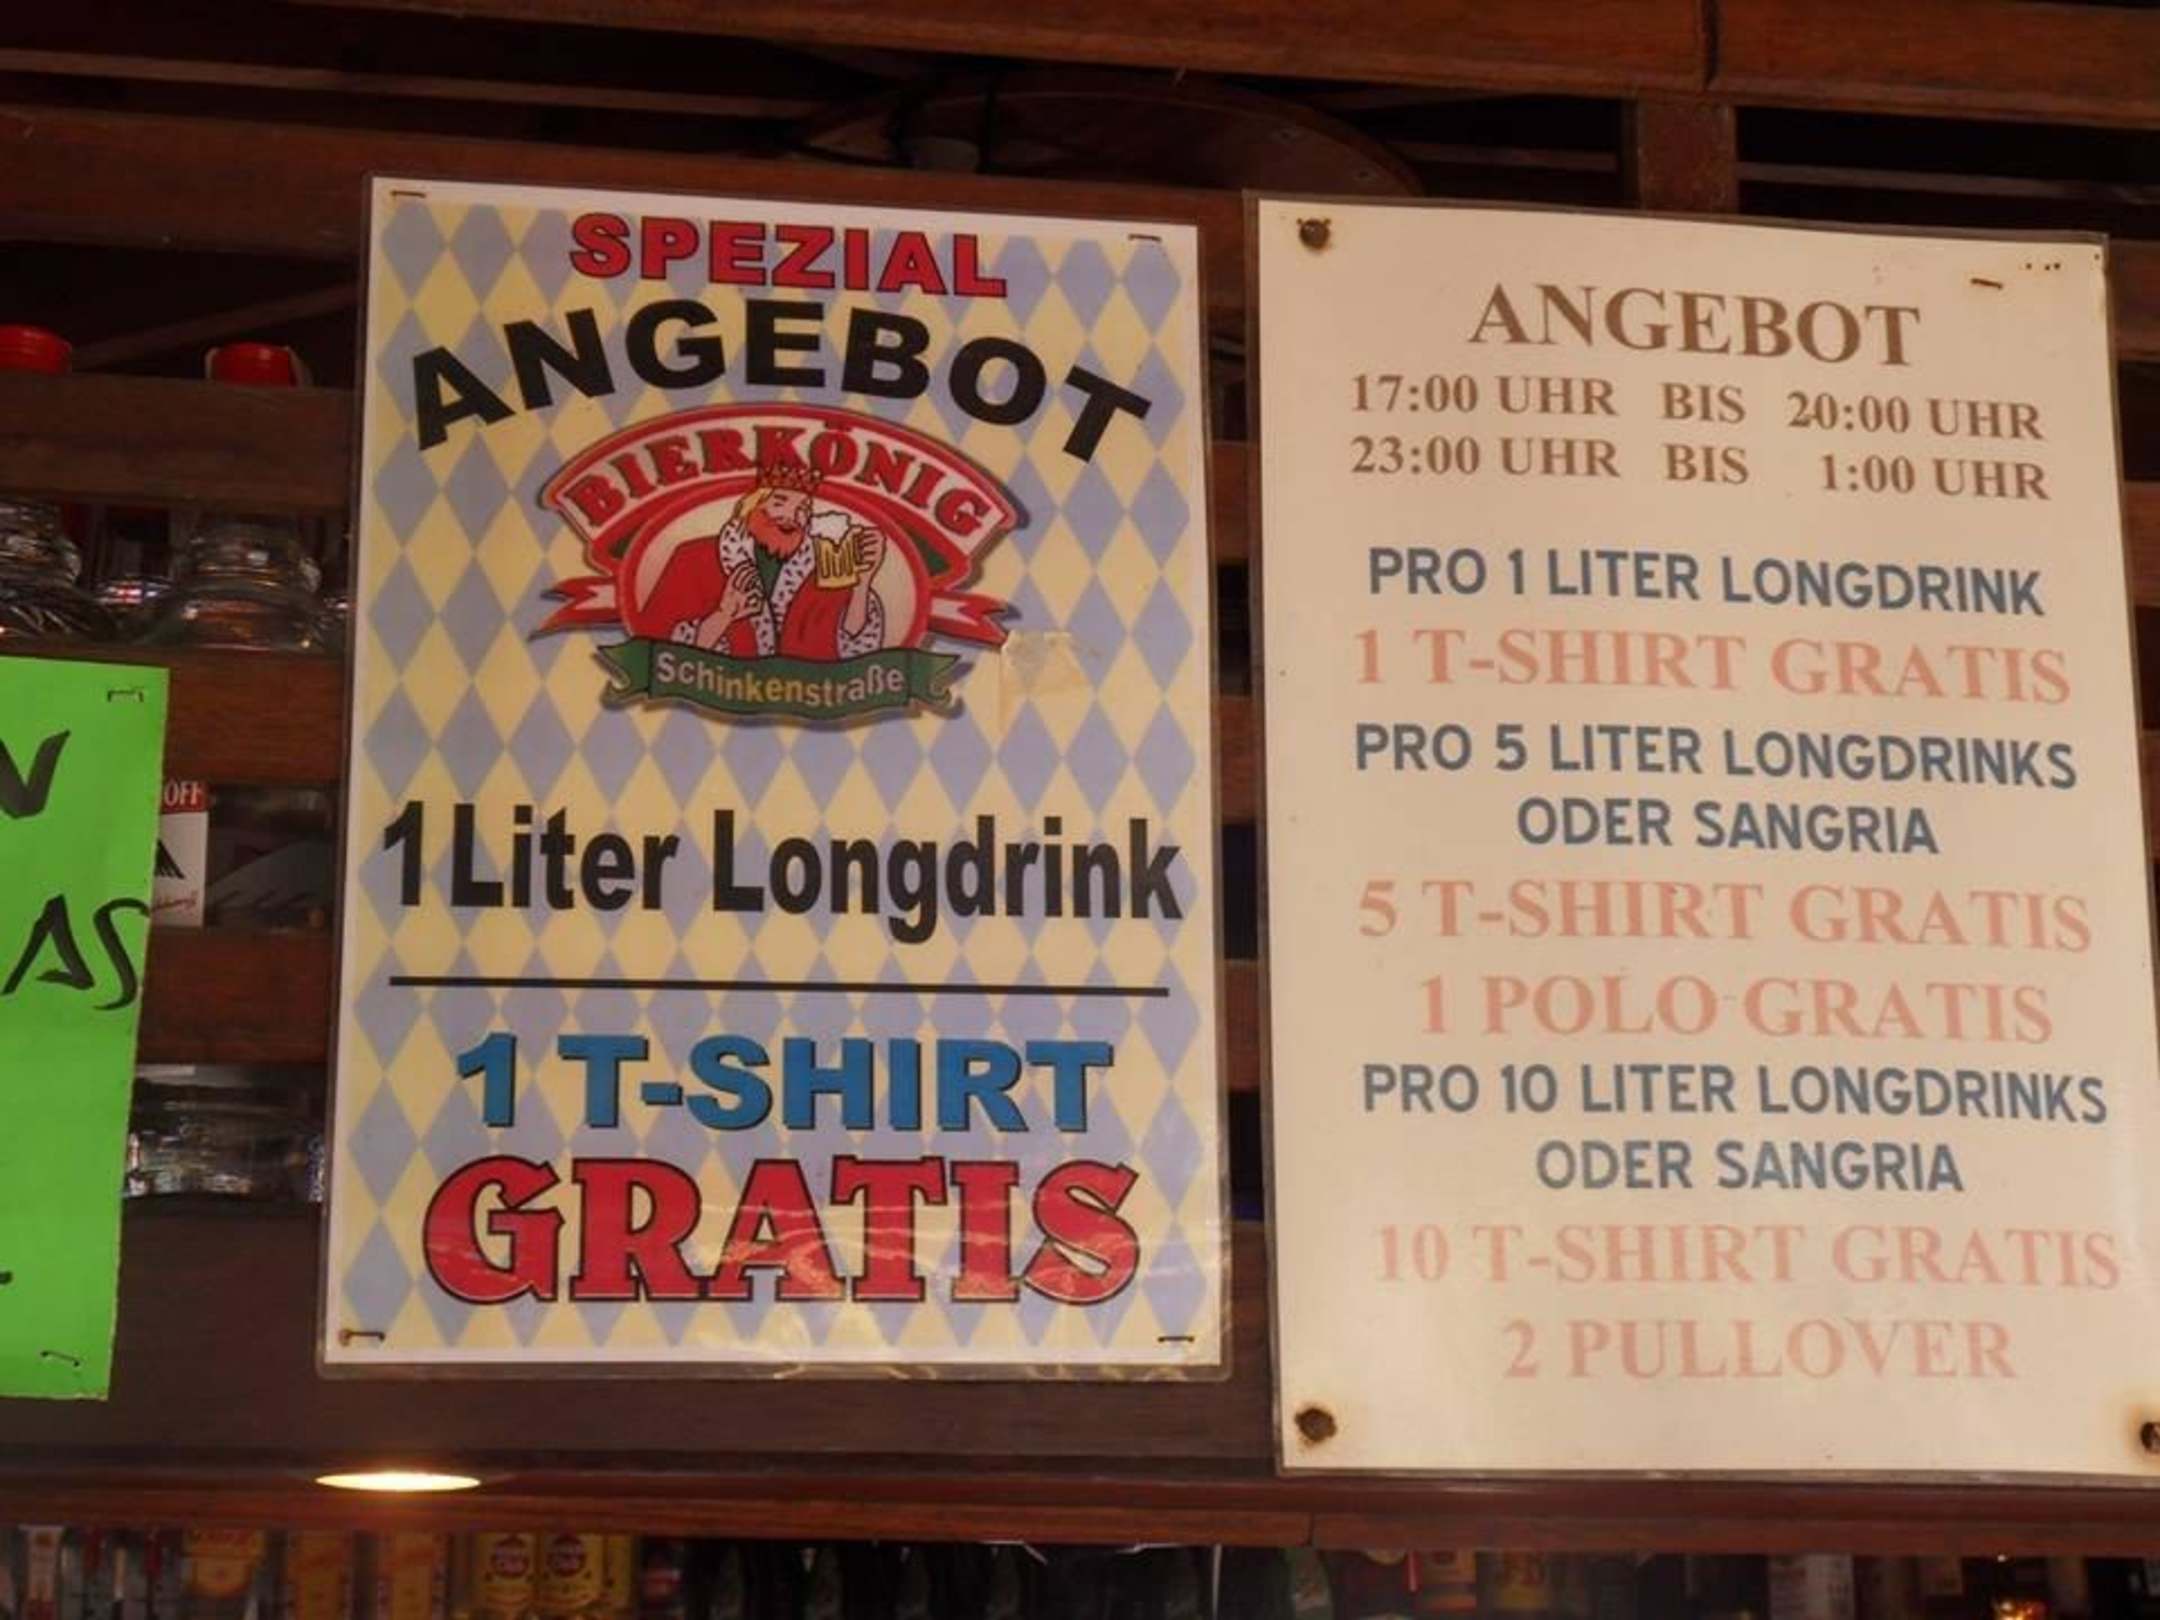 SPEZIAL
ANGEBOT
BIERKÖNIG
Schinkenstraße
1 Liter Longdrink
1 T-SHIRT
GRATIS
ANGEBOT
17:00 UHR BIS 20:00 UHR
23:00 UHR BIS 1:00 UHR
PRO 1 LITER LONGDRINK
1 T-SHIRT GRATIS
PRO 5 LITER LONGDRINKS
ODER SANGRIA
5 T-SHIRT GRATIS
1 POLO GRATIS
PRO 10 LITER LONGDRINKS
ODER SANGRIA
10 T-SHIRT GRATIS
2 PULLOVER
OFF
AS